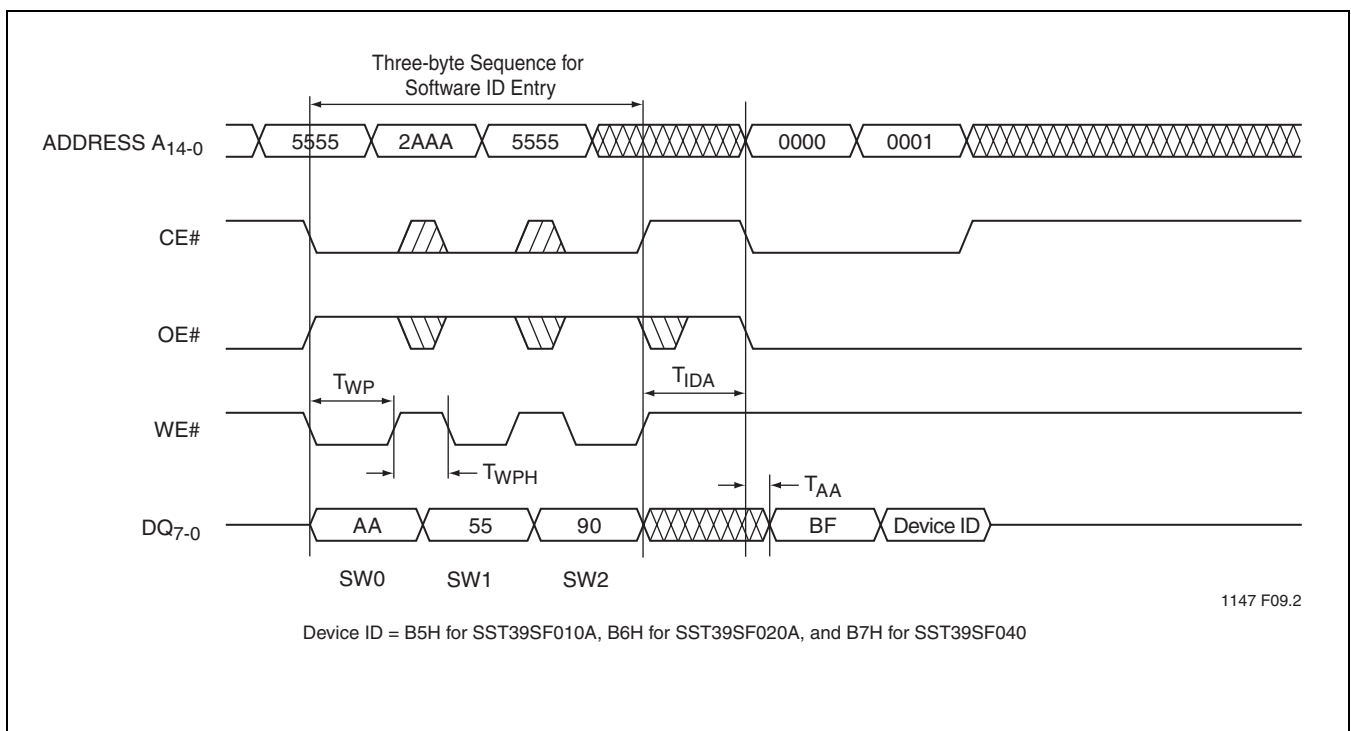 Three-byte Sequence for
Software ID Entry
ADDRESS A14-0
5555
2AAA
5555
0000
0001
CE#
OE#
TWP
TIDA
WE#
TWPH
TAA
DQ7-0
AA
55
90
BF
Device ID
SW0
SW1
SW2
1147 F09.2
Device ID = B5H for SST39SF010A, B6H for SST39SF020A, and B7H for SST39SF040